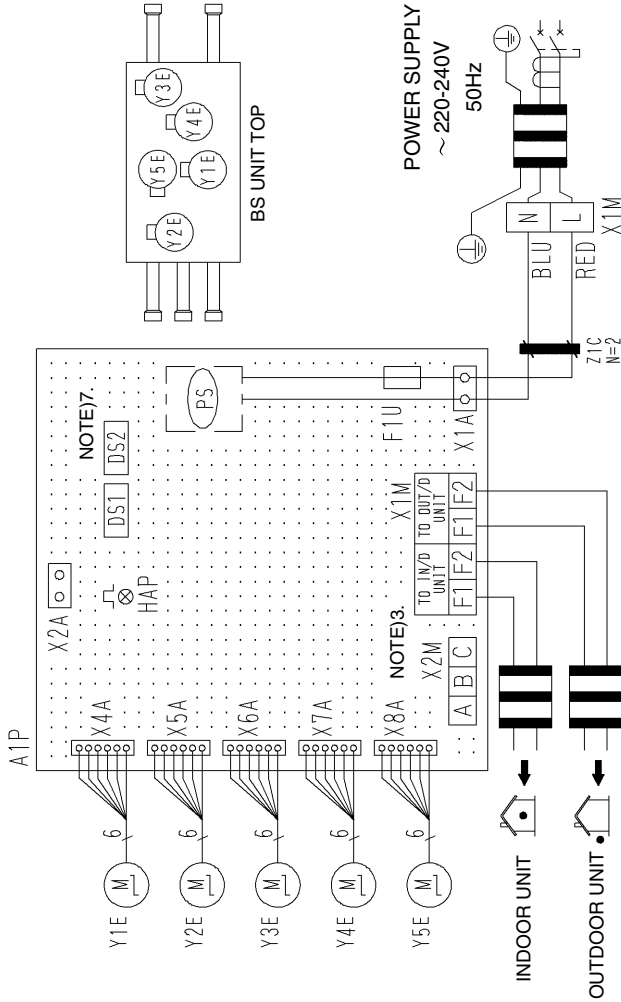 BS UNIT TOP
Y2E
Y5E
Y1E
Y4E
Y3E
POWER SUPPLY
~ 220-240V
50Hz
A1P
X2A
HAP
NOTE)7.
DS1
DS2
PS
F1U
X1A
X4A
X5A
X6A
X7A
X8A
6
6
6
6
6
M
M
M
M
M
Y1E
Y2E
Y3E
Y4E
Y5E
NOTE)3.
X2M
A B C
X1M
TO IN/D UNIT
TO OUT/D UNIT
F1 F2 F1 F2
Z1C
N=2
BLU
RED
N
L
X1M
INDOOR UNIT
OUTDOOR UNIT